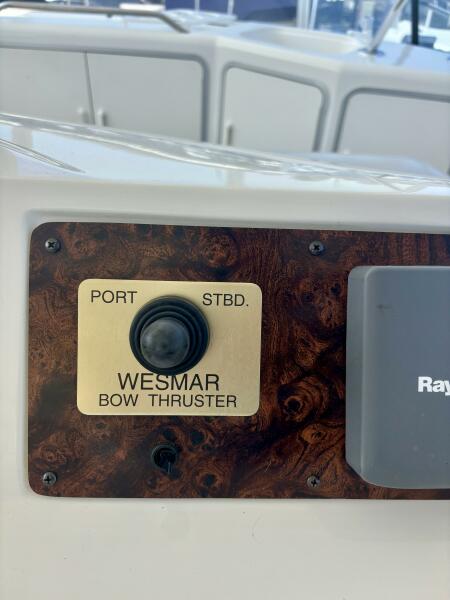 PORT STBD.
WESMAR
BOW THRUSTER
Ray